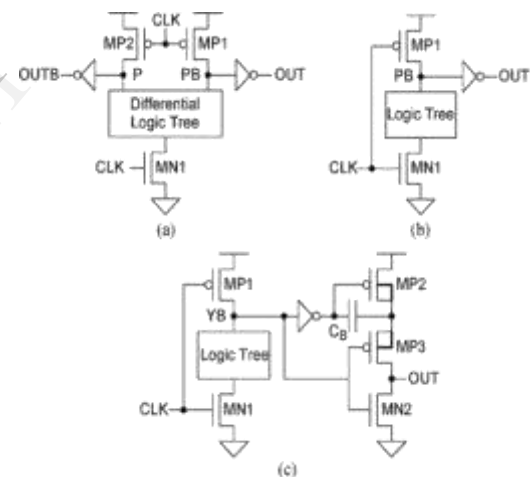 CLK
MP2
MP1
OUTB
P
PB
OUT
Differential
Logic Tree
CLK
MN1
(a)
MP1
PB
OUT
Logic Tree
CLK
MN1
(b)
MP1
MP2
YB
CB
Logic Tree
MP3
OUT
CLK
MN1
MN2
(c)